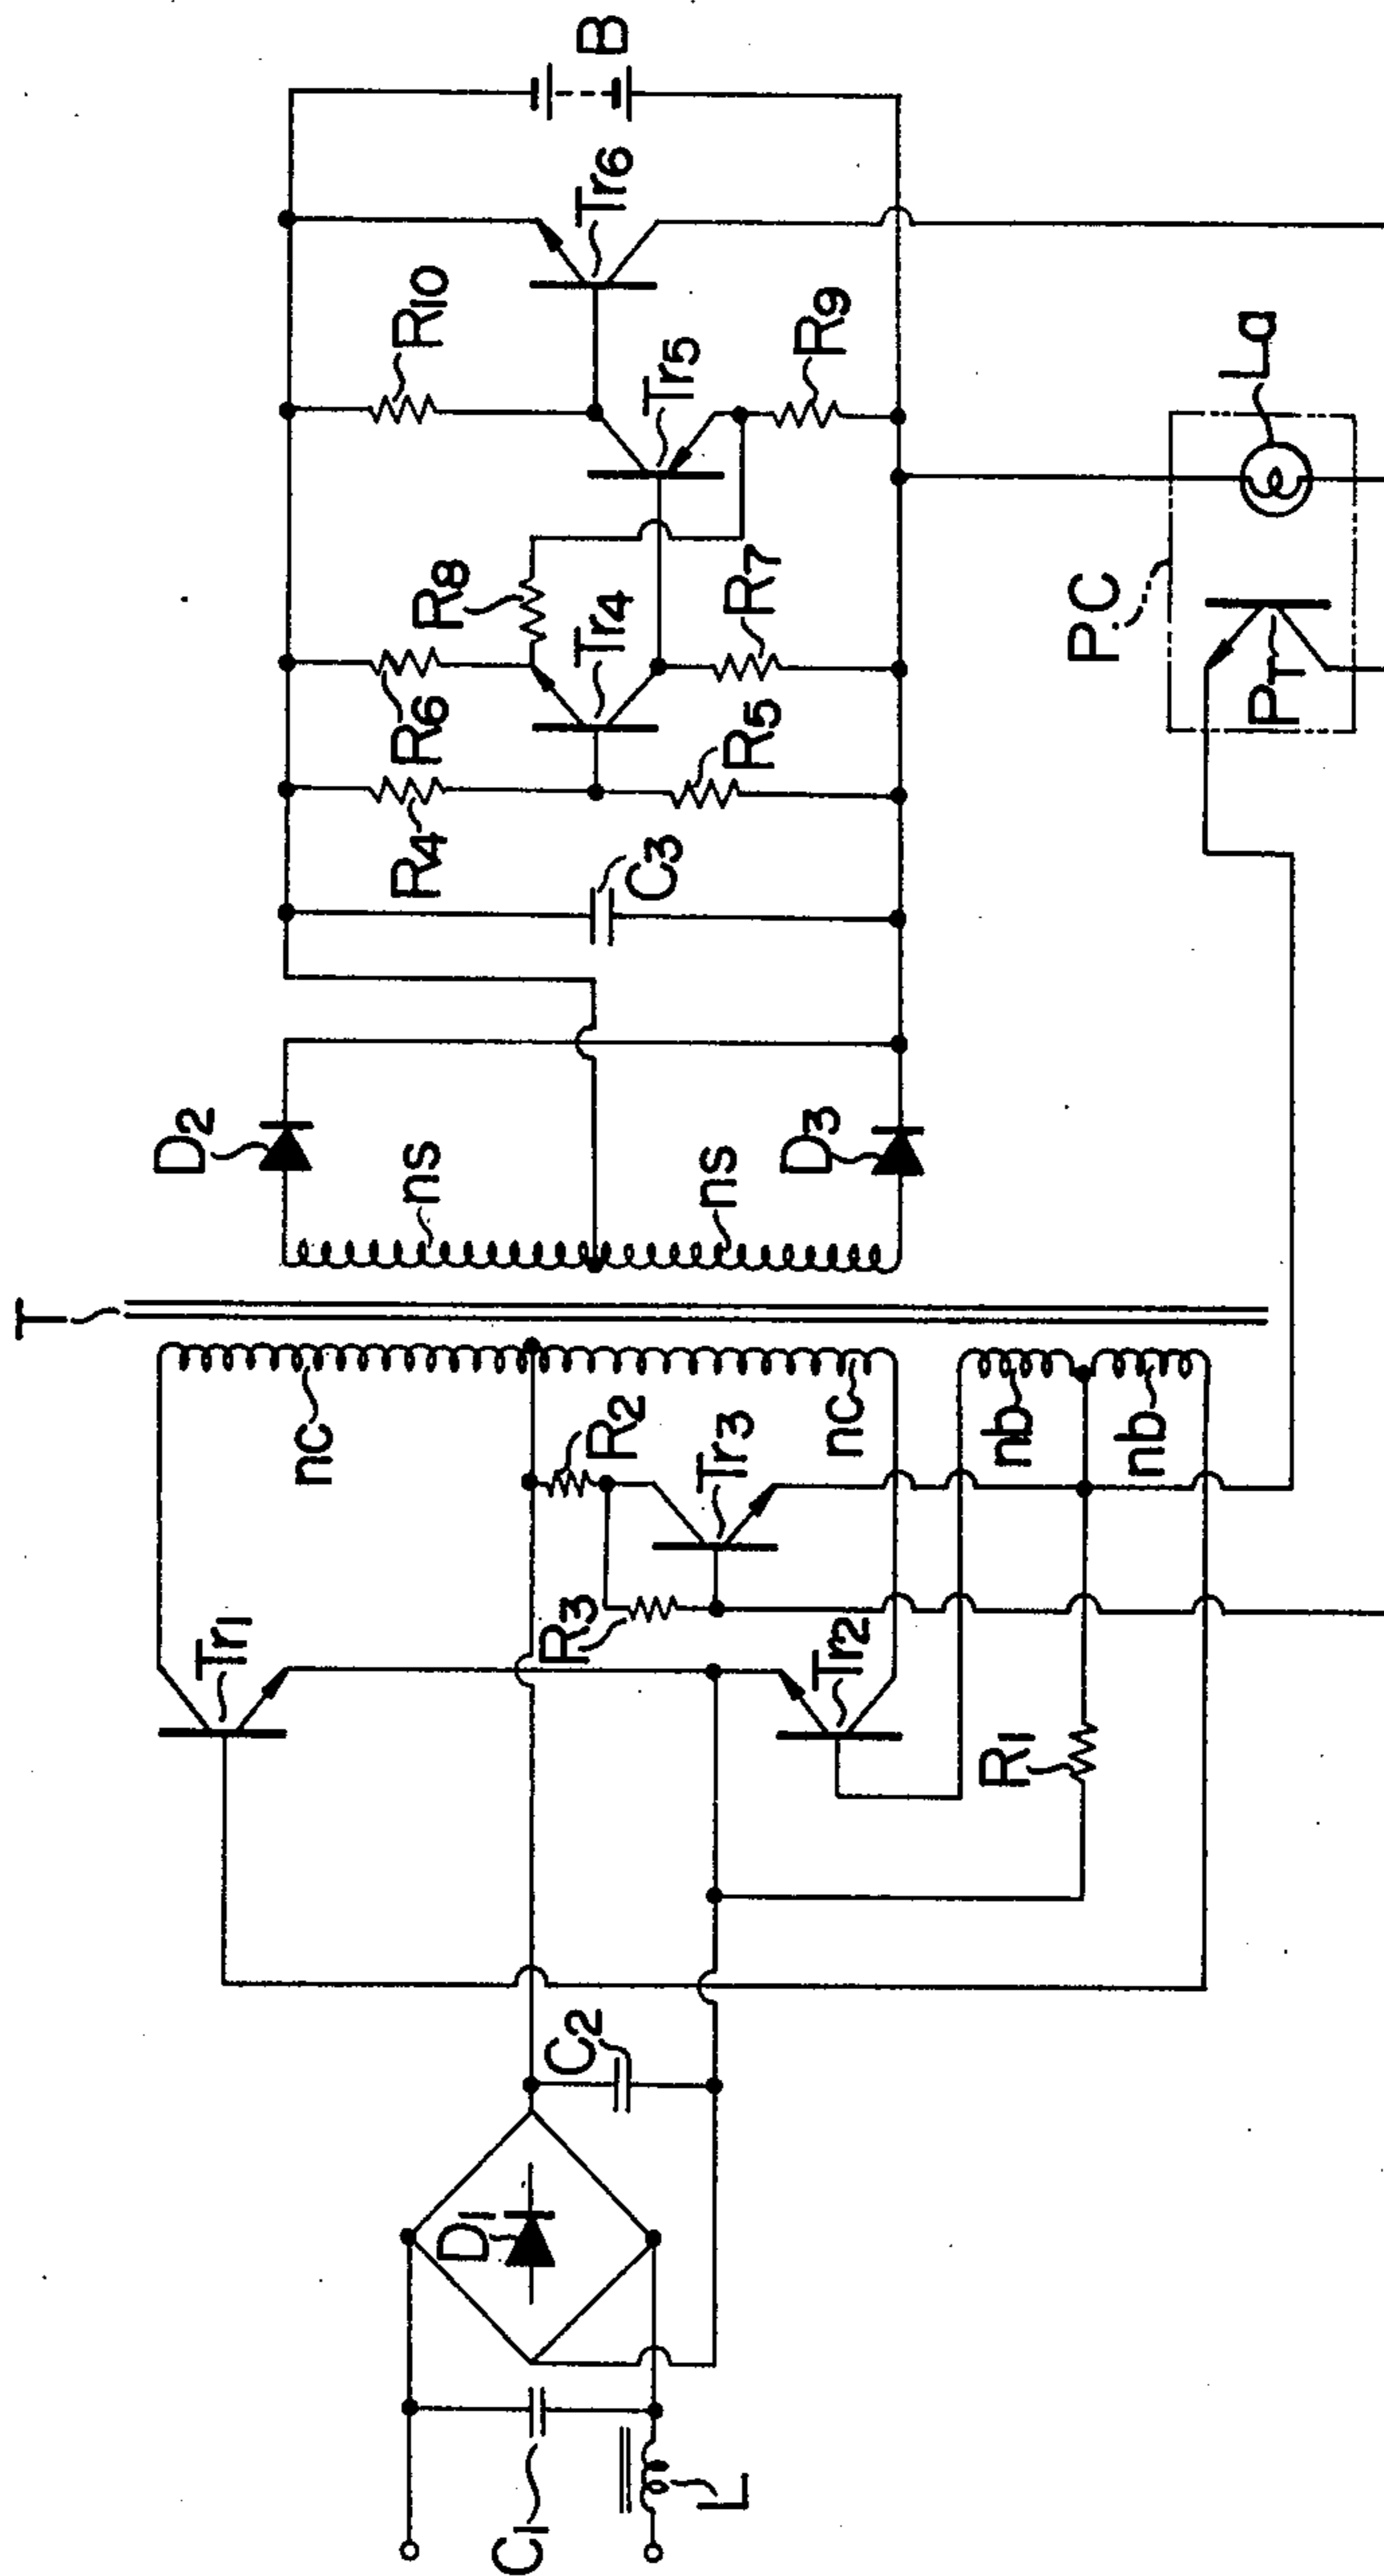 T
B
Tr6
R10
Tr5
R9
La
R8
Tr4
R7
P.C
PT
R6
R5
R4
C3
D2
ns
ns
D3
nc
R2
Tr3
nc
nb
nb
Tr1
R3
Tr2
R1
C2
D1
C1
L